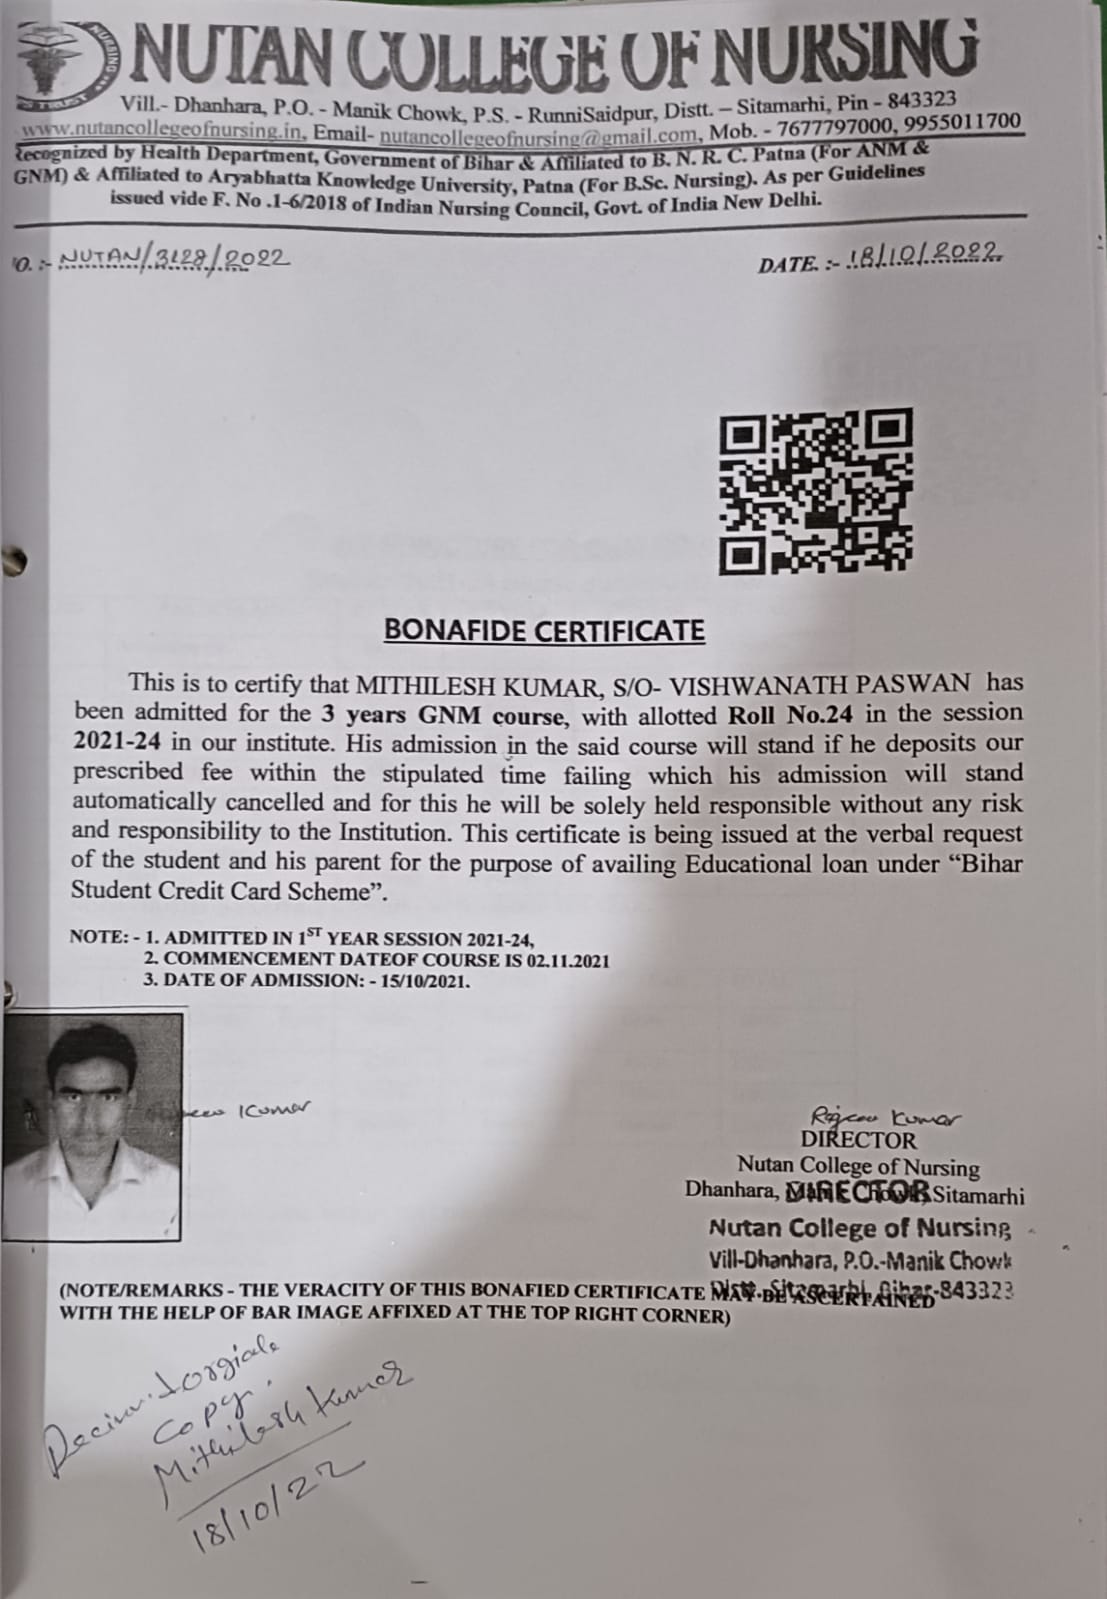 NUTAN COLLEGE OF NURSING
Vill.- Dhanhara, P.O. - Manik Chowk, P.S. - RunniSaidpur, Distt. – Sitamarhi, Pin - 843323
www.nutancollegeofnursing.in, Email- nutancollegeofnursing@gmail.com, Mob. - 7677797000, 9955011700
Recognized by Health Department, Government of Bihar & Affiliated to B. N. R. C. Patna (For ANM &
GNM) & Affiliated to Aryabhatta Knowledge University, Patna (For B.Sc. Nursing). As per Guidelines
issued vide F. No .1-6/2018 of Indian Nursing Council, Govt. of India New Delhi.
O. :- NUTAN/3128/2022
DATE. :- 18/10/2022
BONAFIDE CERTIFICATE
This is to certify that MITHILESH KUMAR, S/O- VISHWANATH PASWAN has
been admitted for the 3 years GNM course, with allotted Roll No.24 in the session
2021-24 in our institute. His admission in the said course will stand if he deposits our
prescribed fee within the stipulated time failing which his admission will stand
automatically cancelled and for this he will be solely held responsible without any risk
and responsibility to the Institution. This certificate is being issued at the verbal request
of the student and his parent for the purpose of availing Educational loan under “Bihar
Student Credit Card Scheme”.
NOTE: - 1. ADMITTED IN 1ST YEAR SESSION 2021-24,
2. COMMENCEMENT DATEOF COURSE IS 02.11.2021
3. DATE OF ADMISSION: - 15/10/2021.
Kumar
Rajeev Kumar
DIRECTOR
Nutan College of Nursing
Dhanhara, Sitamarhi
DIRECTOR
Nutan College of Nursing
Vill-Dhanhara, P.O.-Manik Chowk
Distt.-Sitamarhi, Bihar-843323
(NOTE/REMARKS - THE VERACITY OF THIS BONAFIED CERTIFICATE MAY BE ASCERTAINED
WITH THE HELP OF BAR IMAGE AFFIXED AT THE TOP RIGHT CORNER)
Copy
Mithilesh Kumar
18/10/22